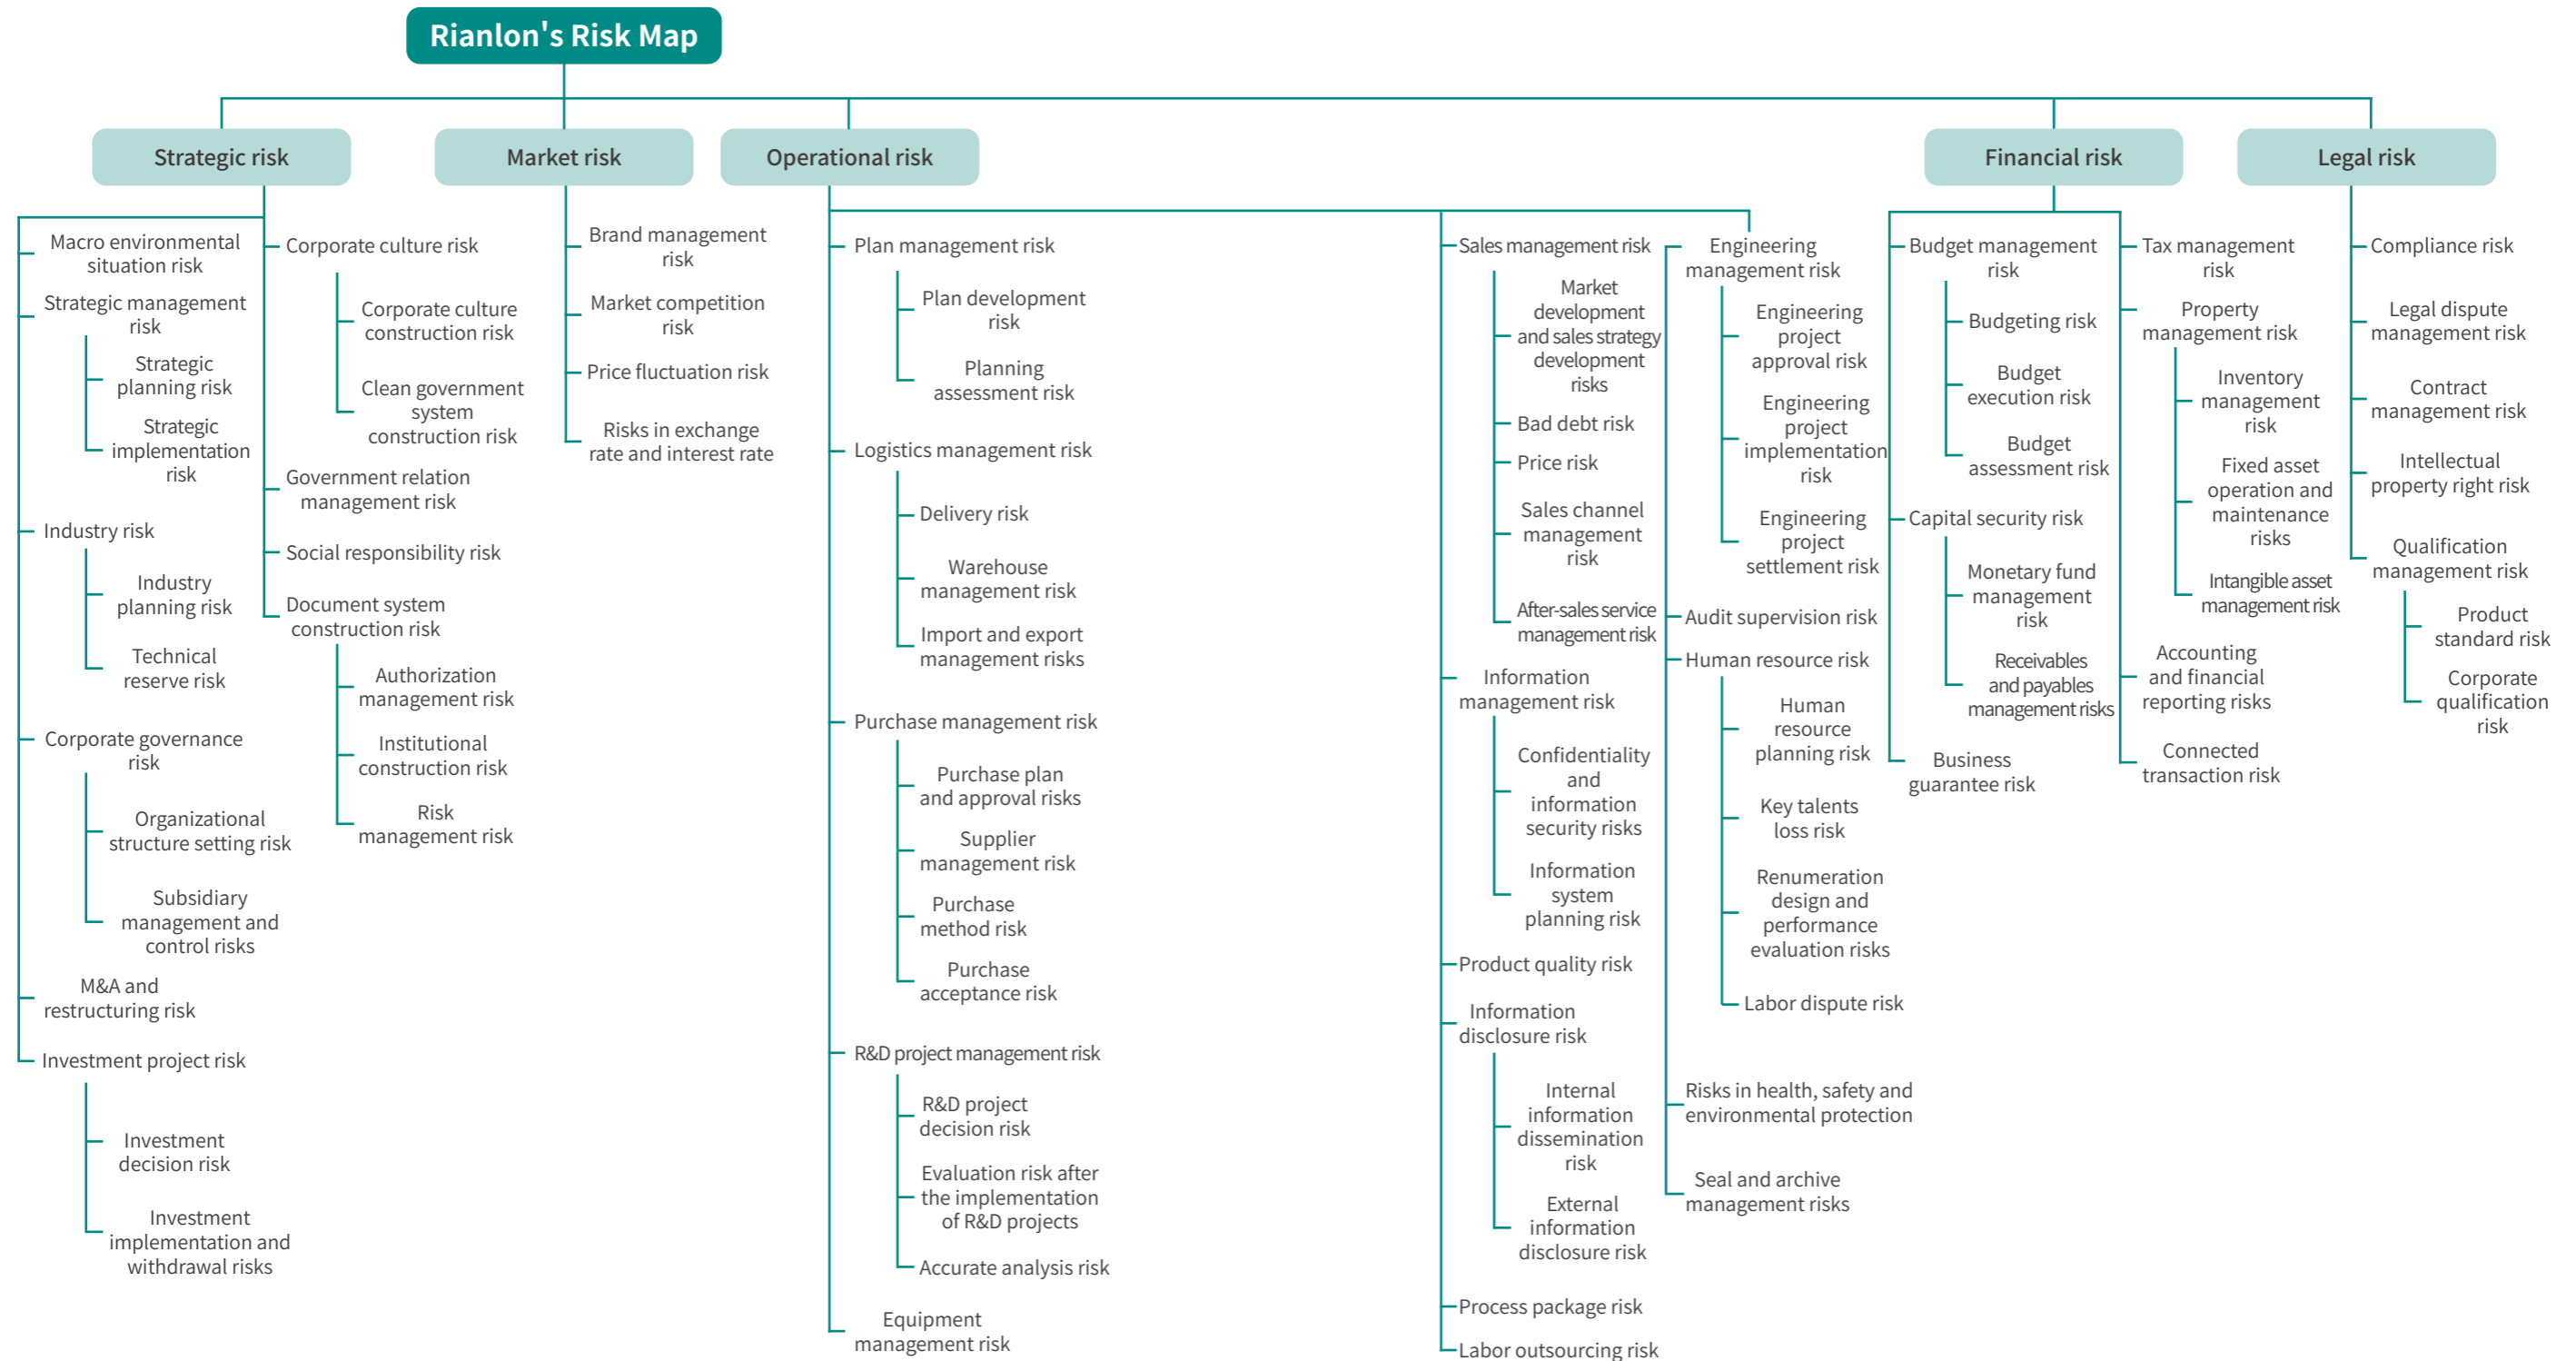 Rianlon's Risk Map
Strategic risk
Macro environmental
situation risk
Strategic management
risk
Strategic
planning risk
Strategic
implementation
risk
Industry risk
Industry
planning risk
Technical
reserve risk
Corporate governance
risk
Organizational
structure setting risk
Subsidiary
management and
control risks
M&A and
restructuring risk
Investment project risk
Investment
decision risk
Investment
implementation and
withdrawal risks
Corporate culture risk
Corporate culture
construction risk
Clean government
system
construction risk
Government relation
management risk
Social responsibility risk
Document system
construction risk
Authorization
management risk
Institutional
construction risk
Risk
management risk
Market risk
Brand management
risk
Market competition
risk
Price fluctuation risk
Risks in exchange
rate and interest rate
Operational risk
Plan management risk
Plan development
risk
Planning
assessment risk
Logistics management risk
Delivery risk
Warehouse
management risk
Import and export
management risks
Purchase management risk
Purchase plan
and approval risks
Supplier
management risk
Purchase
method risk
Purchase
acceptance risk
R&D project management risk
R&D project
decision risk
Evaluation risk after
the implementation
of R&D projects
Accurate analysis risk
Equipment
management risk
Sales management risk
Market
development
and sales strategy
development
risks
Bad debt risk
Price risk
Sales channel
management
risk
After-sales service
management risk
Information
management risk
Confidentiality
and
information
security risks
Information
system
planning risk
Product quality risk
Information
disclosure risk
Internal
information
dissemination
risk
External
information
disclosure risk
Process package risk
Labor outsourcing risk
Engineering
management risk
Engineering
project
approval risk
Engineering
project
implementation
risk
Engineering
project
settlement risk
Audit supervision risk
Human resource risk
Human
resource
planning risk
Key talents
loss risk
Renumeration
design and
performance
evaluation risks
Labor dispute risk
Risks in health, safety and
environmental protection
Seal and archive
management risks
Financial risk
Budget management
risk
Budgeting risk
Budget
execution risk
Budget
assessment risk
Capital security risk
Monetary fund
management
risk
Receivables
and payables
management risks
Business
guarantee risk
Tax management
risk
Property
management risk
Inventory
management
risk
Fixed asset
operation and
maintenance
risks
Intangible asset
management risk
Accounting
and financial
reporting risks
Connected
transaction risk
Legal risk
Compliance risk
Legal dispute
management risk
Contract
management risk
Intellectual
property right risk
Qualification
management risk
Product
standard risk
Corporate
qualification
risk